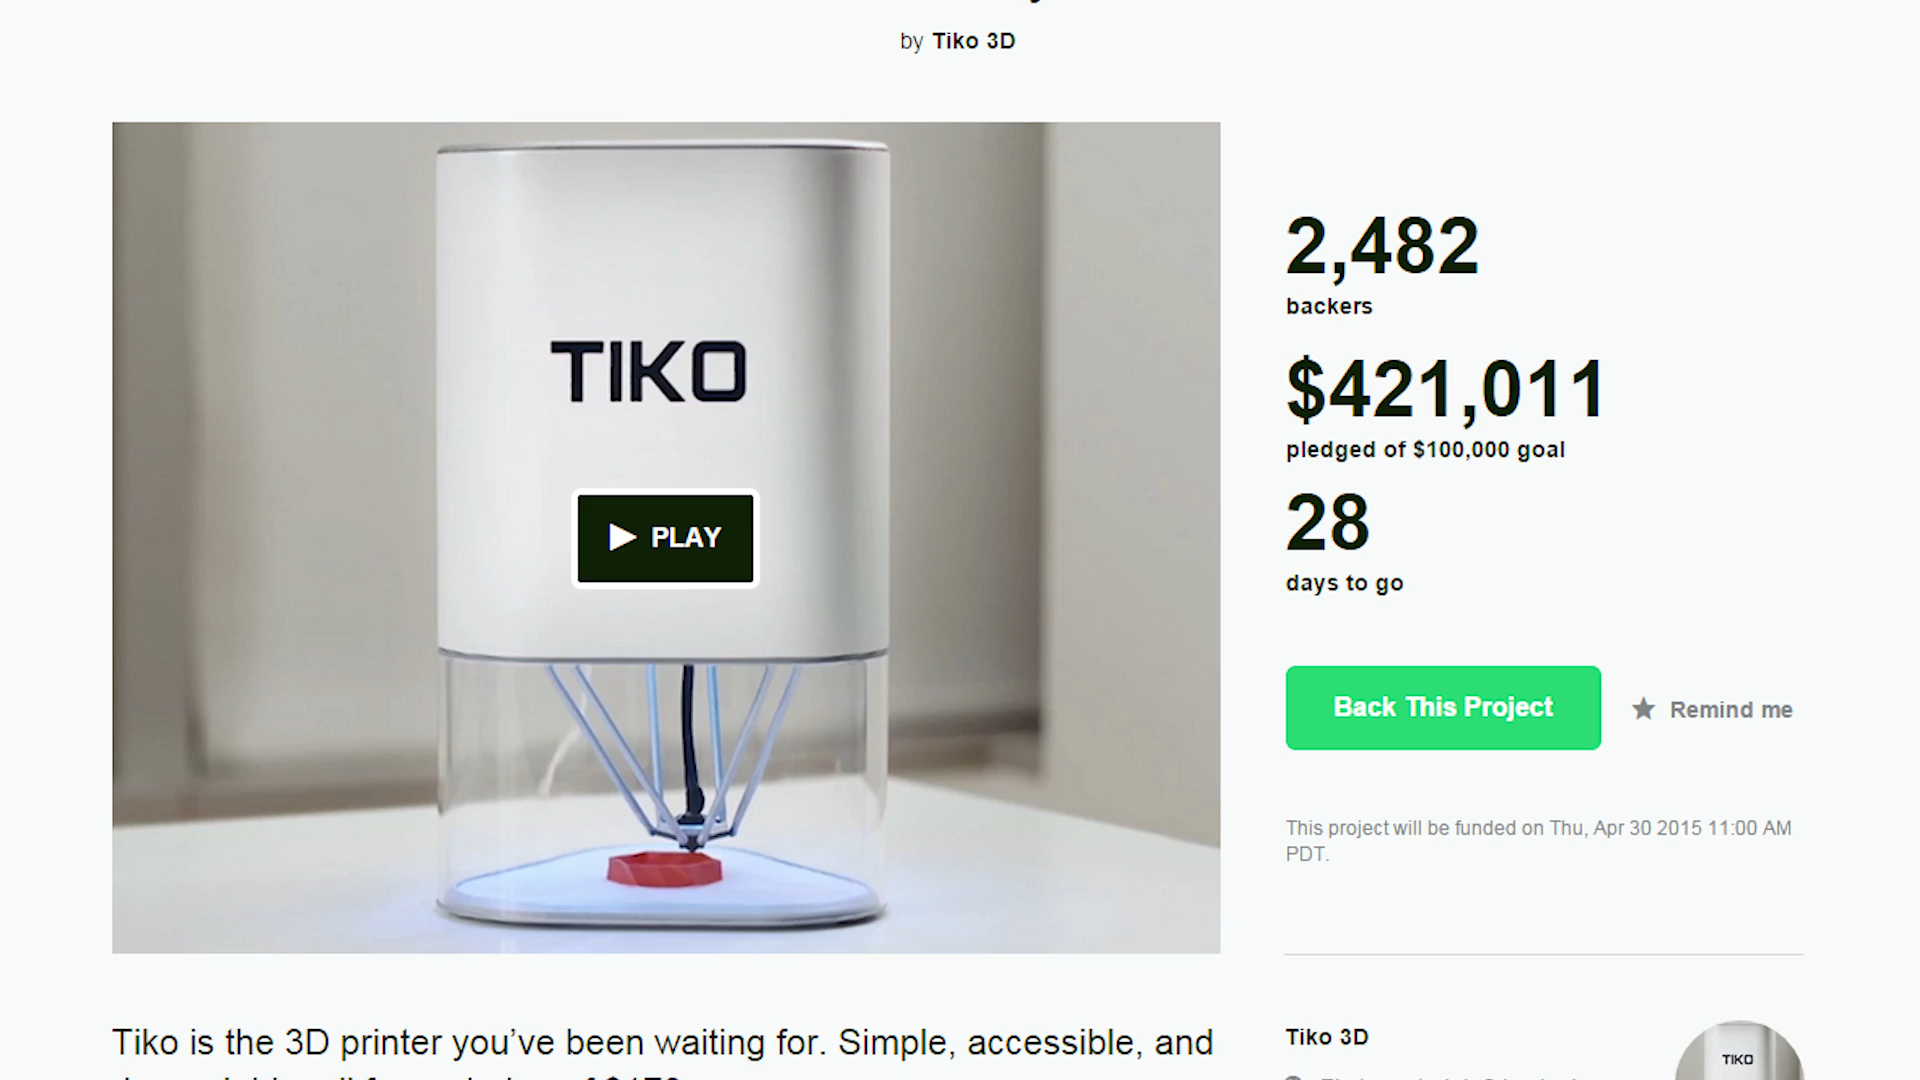 by Tiko 3D
TIKO
PLAY
2,482
backers
$421,011
pledged of $100,000 goal
28
days to go
Back This Project
Remind me
This project will be funded on Thu, Apr 30 2015 11:00 AM
PDT.
Tiko is the 3D printer you’ve been waiting for. Simple, accessible, and
Tiko 3D
TIKO